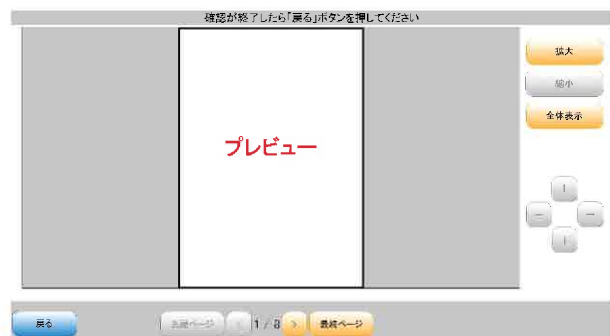 確認が終了したら「戻る」ボタンを押してください
拡大
縮小
全体表示
プレビュー
戻る
先頭ページ
1 / 8
最終ページ